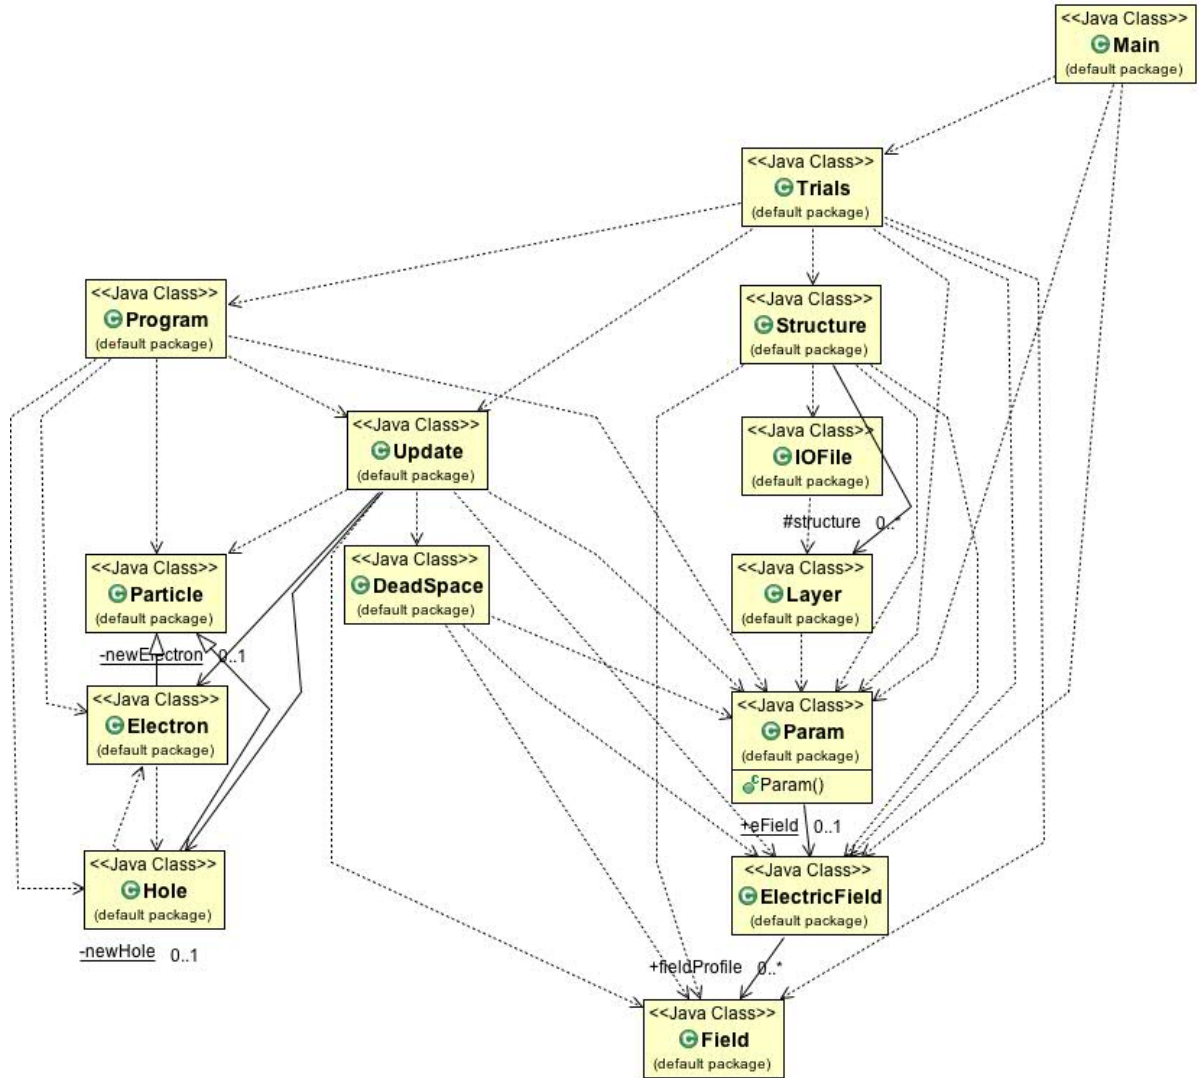 <<Java Class>>
Main
(default package)
<<Java Class>>
Trials
(default package)
<<Java Class>>
Program
(default package)
<<Java Class>>
Structure
(default package)
<<Java Class>>
Update
(default package)
<<Java Class>>
IOFile
(default package)
#structure 0..*
<<Java Class>>
Particle
(default package)
<<Java Class>>
DeadSpace
(default package)
<<Java Class>>
Layer
(default package)
-newElectron 0..1
<<Java Class>>
Electron
(default package)
<<Java Class>>
Param
(default package)
Param()
+eField 0..1
<<Java Class>>
Hole
(default package)
-newHole 0..1
<<Java Class>>
ElectricField
(default package)
+fieldProfile 0..*
<<Java Class>>
Field
(default package)